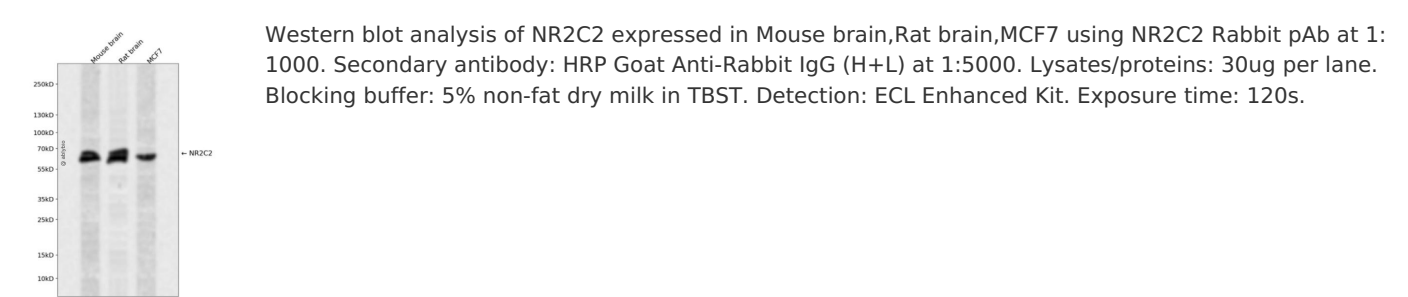 Mouse brain
Rat brain
MCF7
250kD
130kD
100kD
70kD
55kD
35kD
25kD
15kD
10kD
← NR2C2
Western blot analysis of NR2C2 expressed in Mouse brain,Rat brain,MCF7 using NR2C2 Rabbit pAb at 1:
1000. Secondary antibody: HRP Goat Anti-Rabbit IgG (H+L) at 1:5000. Lysates/proteins: 30ug per lane.
Blocking buffer: 5% non-fat dry milk in TBST. Detection: ECL Enhanced Kit. Exposure time: 120s.